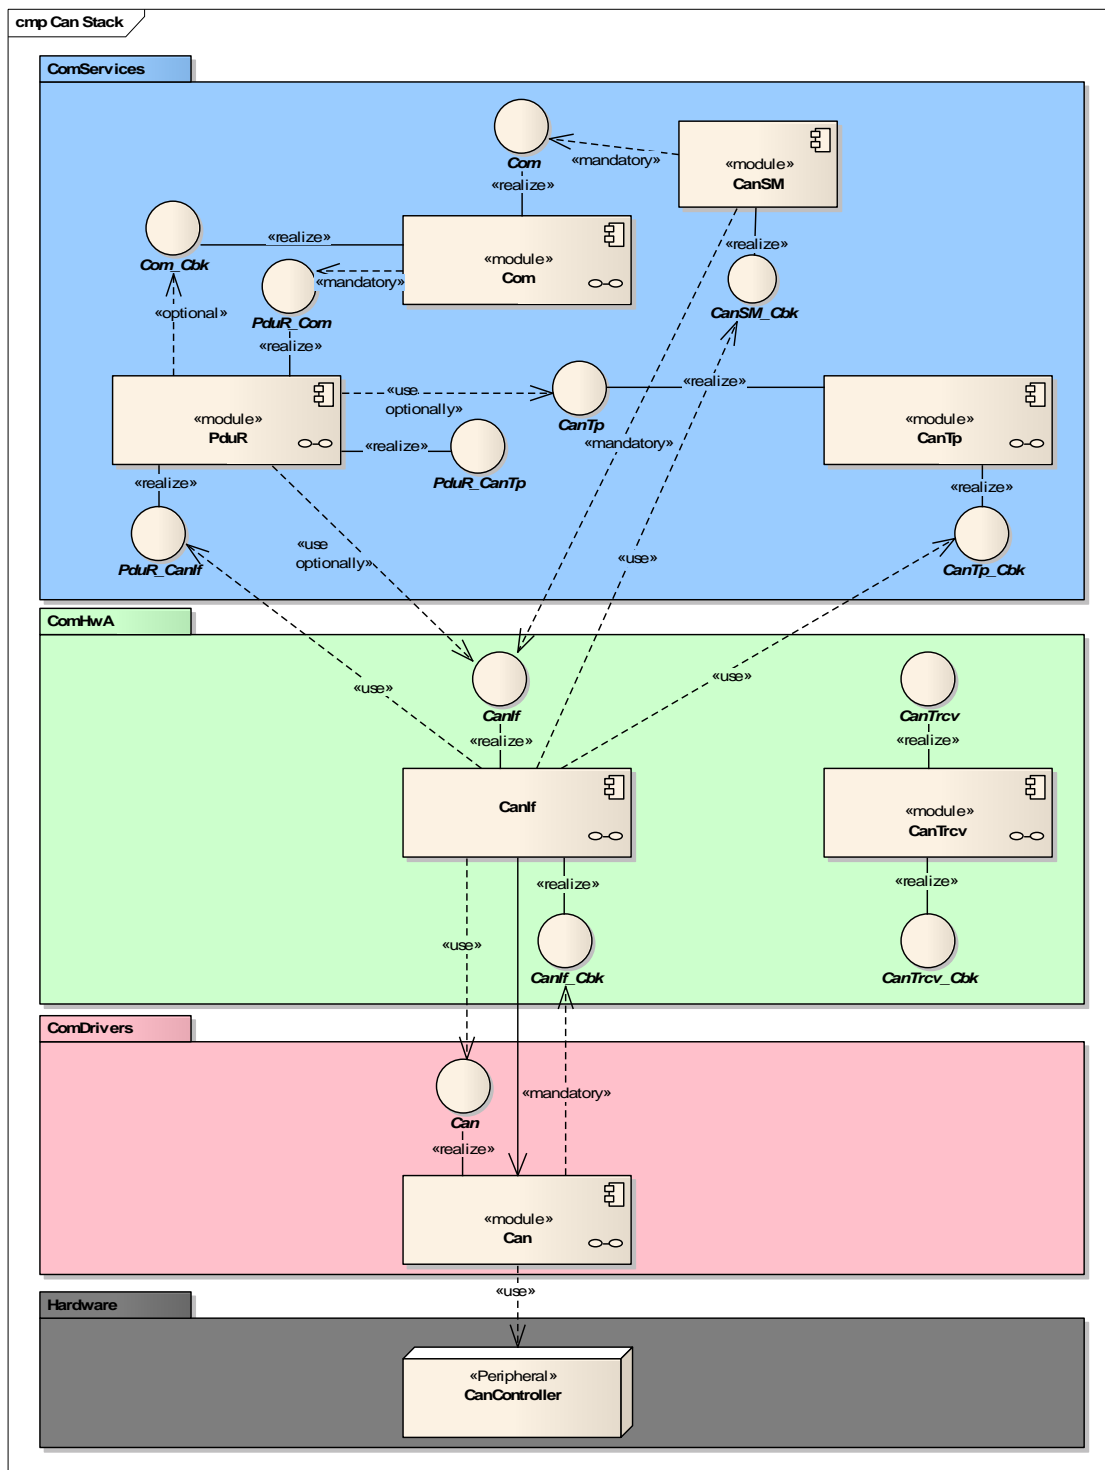 cmp Can Stack
ComServices
Com
«mandatory»
«module»
CanSM
«realize»
«realize»
Com_Cbk
«realize»
«module»
Com
«mandatory»
PduR_Com
«realize»
CanSM_Cbk
«optional»
«realize»
«module»
PduR
«use
optionally»
CanTp
«realize»
«module»
CanTp
«realize»
PduR_CanTp
«mandatory»
«realize»
PduR_CanIf
«use
optionally»
«use»
«realize»
CanTp_Cbk
ComHwA
«use»
CanIf
«realize»
«use»
CanTrcv
«realize»
CanIf
«module»
CanTrcv
«realize»
«realize»
«use»
CanIf_Cbk
CanTrcv_Cbk
ComDrivers
Can
«mandatory»
«realize»
«module»
Can
«use»
Hardware
«Peripheral»
CanController